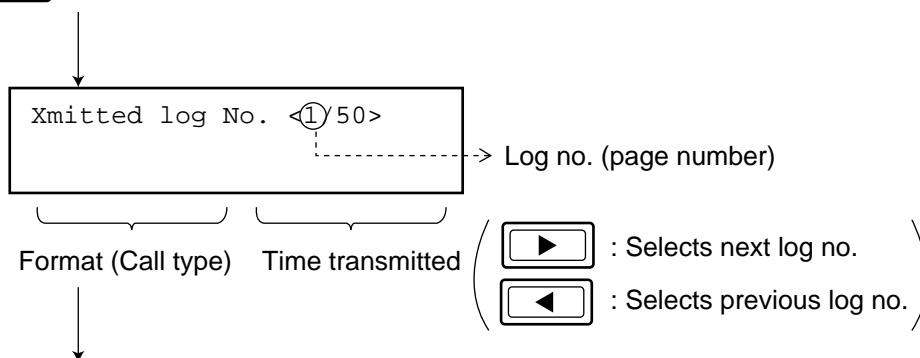 Xmitted log No. <1/50>
Log no. (page number)
Format (Call type) Time transmitted
: Selects next log no.
: Selects previous log no.